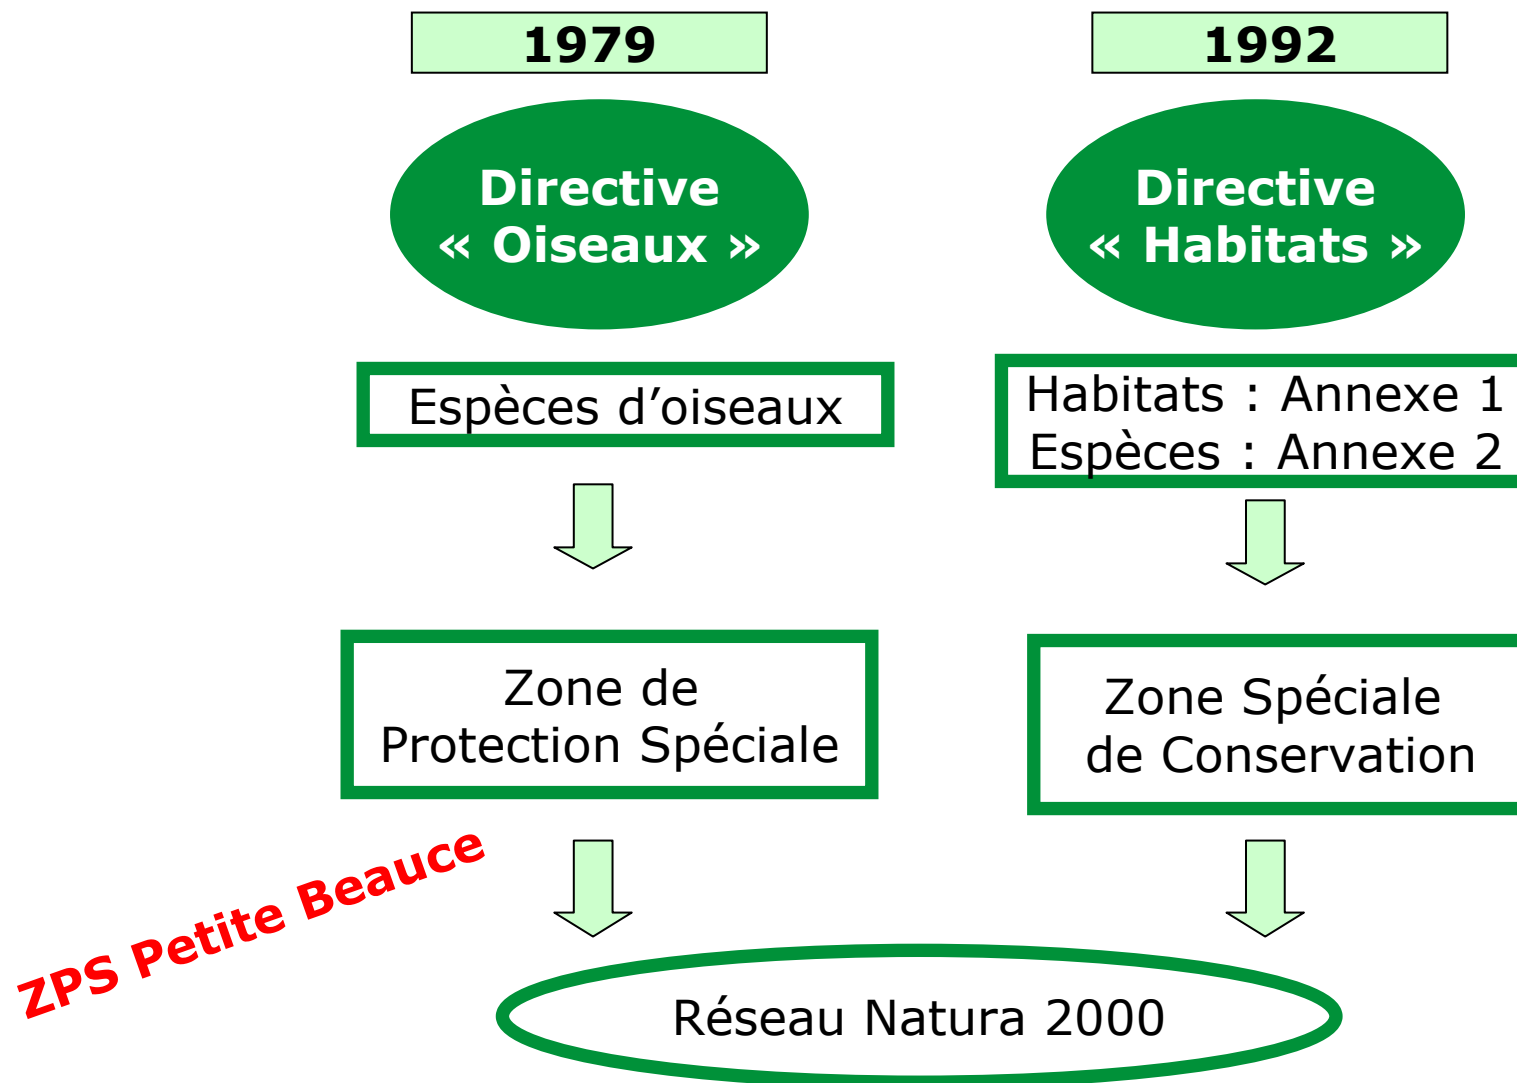 1979
Directive
« Oiseaux »
Espèces d’oiseaux
Zone de
Protection Spéciale
1992
Directive
« Habitats »
Habitats : Annexe 1
Espèces : Annexe 2
Zone Spéciale
de Conservation
ZPS Petite Beauce
Réseau Natura 2000